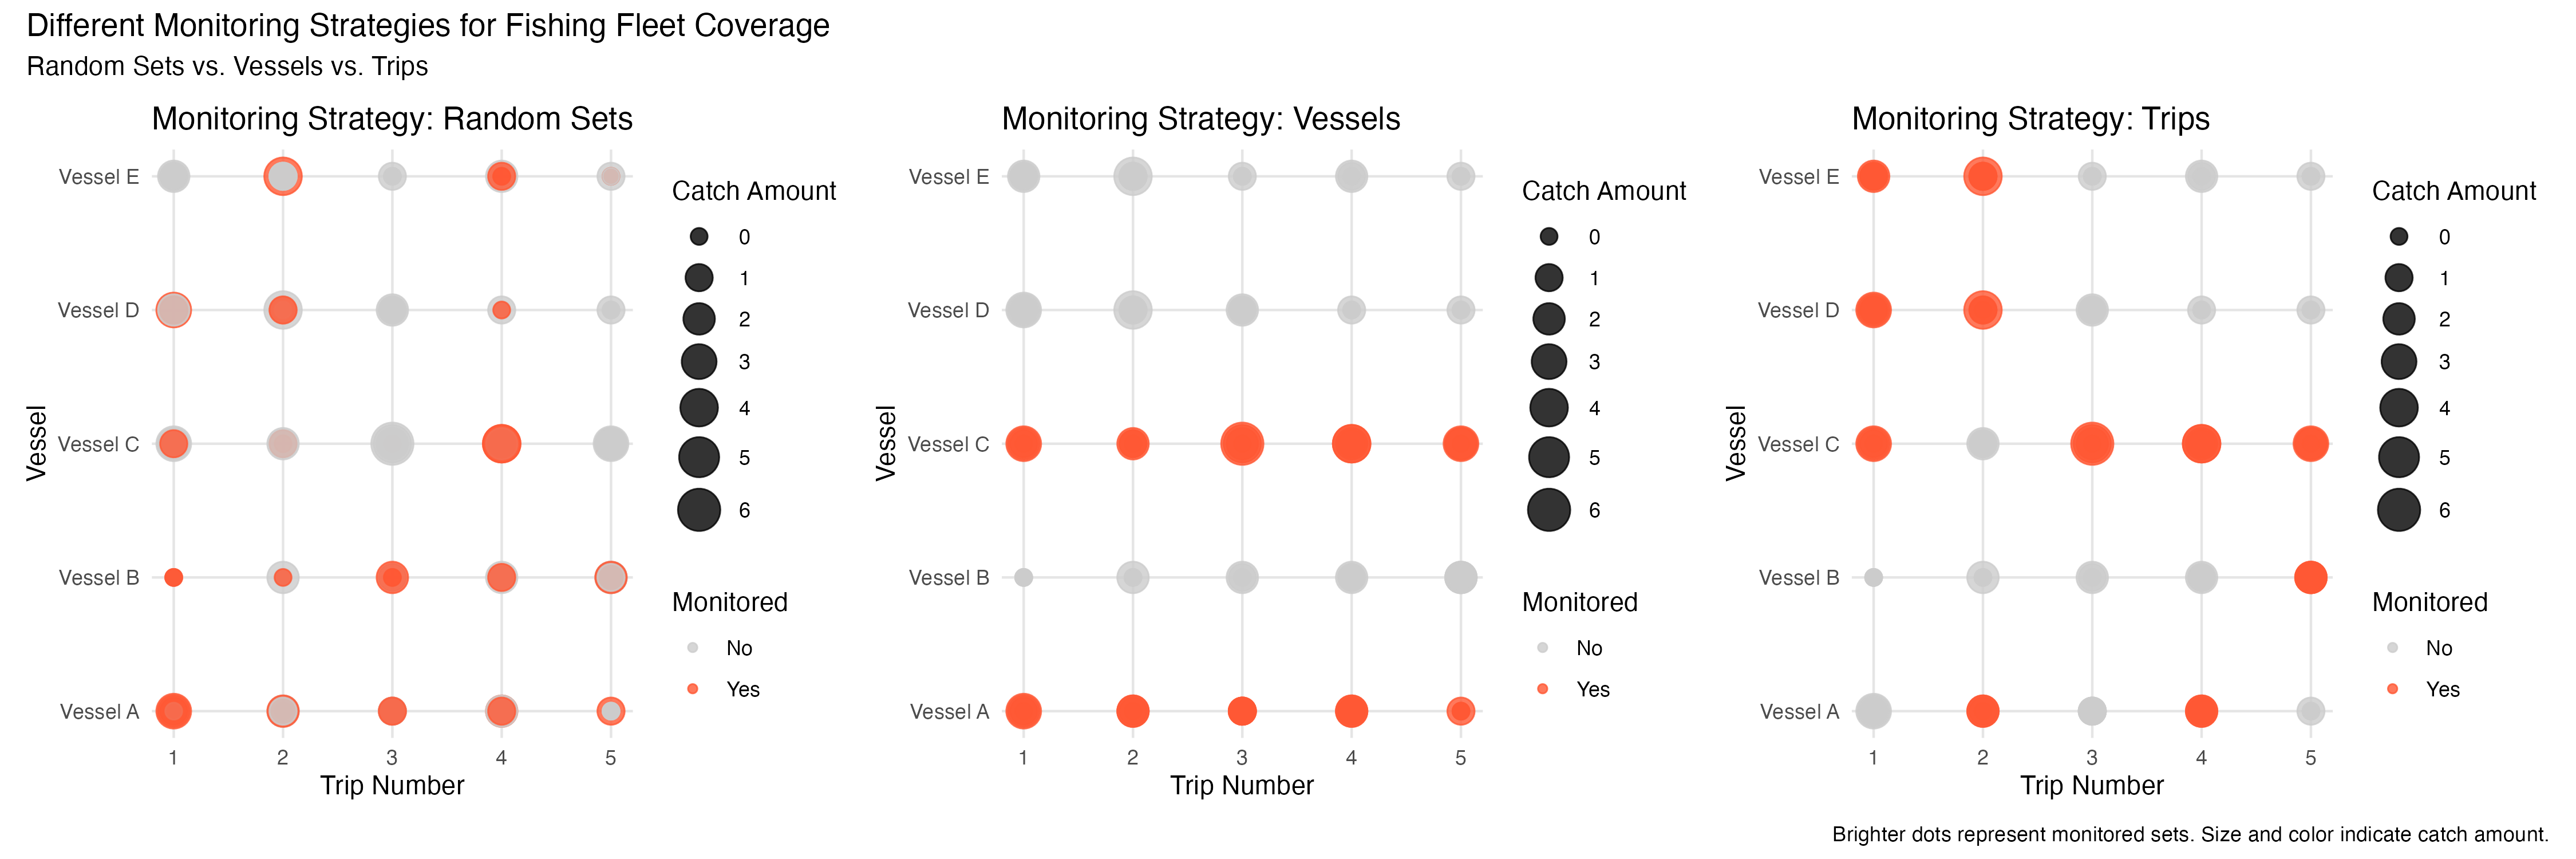 Different Monitoring Strategies for Fishing Fleet Coverage
Random Sets vs. Vessels vs. Trips
Monitoring Strategy: Random Sets
Vessel E
Vessel D
Vessel C
Vessel B
Vessel A
Vessel
1 2 3 4 5
Trip Number
Catch Amount
0
1
2
3
4
5
6
Monitored
No
Yes
Monitoring Strategy: Vessels
Vessel E
Vessel D
Vessel C
Vessel B
Vessel A
Vessel
1 2 3 4 5
Trip Number
Catch Amount
0
1
2
3
4
5
6
Monitored
No
Yes
Monitoring Strategy: Trips
Vessel E
Vessel D
Vessel C
Vessel B
Vessel A
Vessel
1 2 3 4 5
Trip Number
Catch Amount
0
1
2
3
4
5
6
Monitored
No
Yes
Brighter dots represent monitored sets. Size and color indicate catch amount.